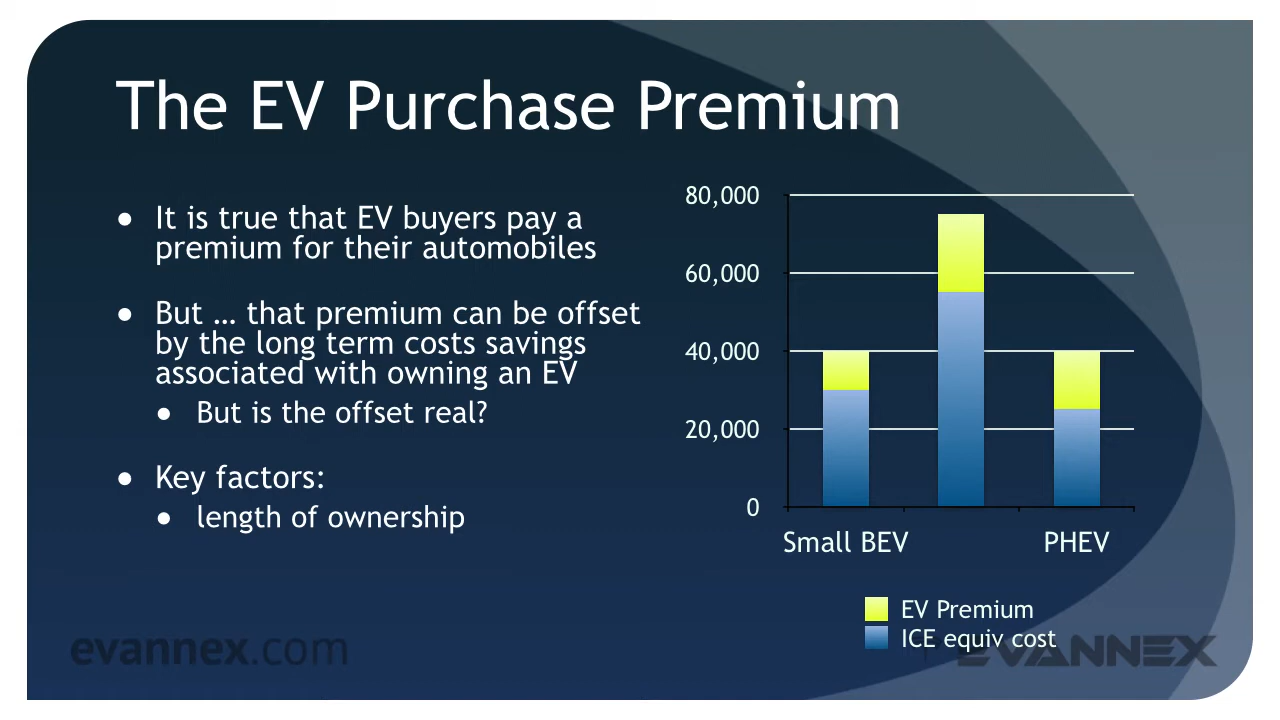 The EV Purchase Premium
● It is true that EV buyers pay a
premium for their automobiles
● But … that premium can be offset
by the long term costs savings
associated with owning an EV
● But is the offset real?
● Key factors:
● length of ownership
80,000
60,000
40,000
20,000
0
Small BEV
PHEV
EV Premium
ICE equiv cost
evannex.com
EVANNEX